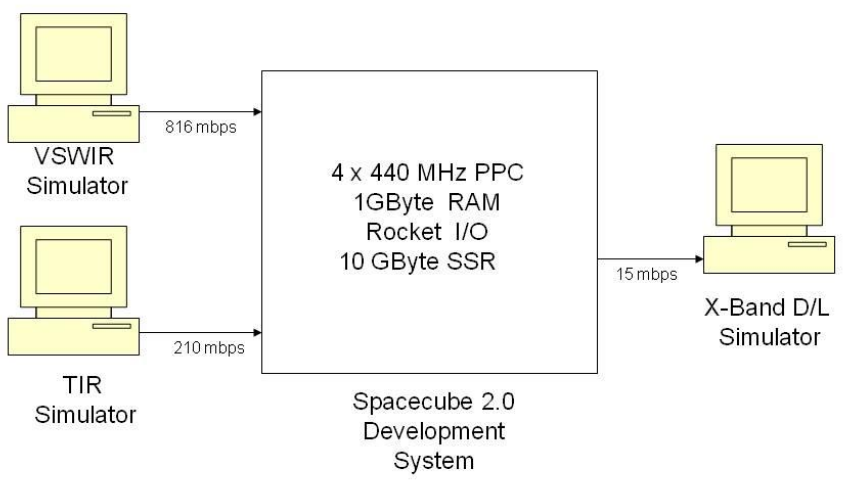 816 mbps
VSWIR
Simulator
4 x 440 MHz PPC
1GByte RAM
Rocket I/O
10 GByte SSR
15 mbps
X-Band D/L
Simulator
210 mbps
TIR
Simulator
Spacecube 2.0
Development
System